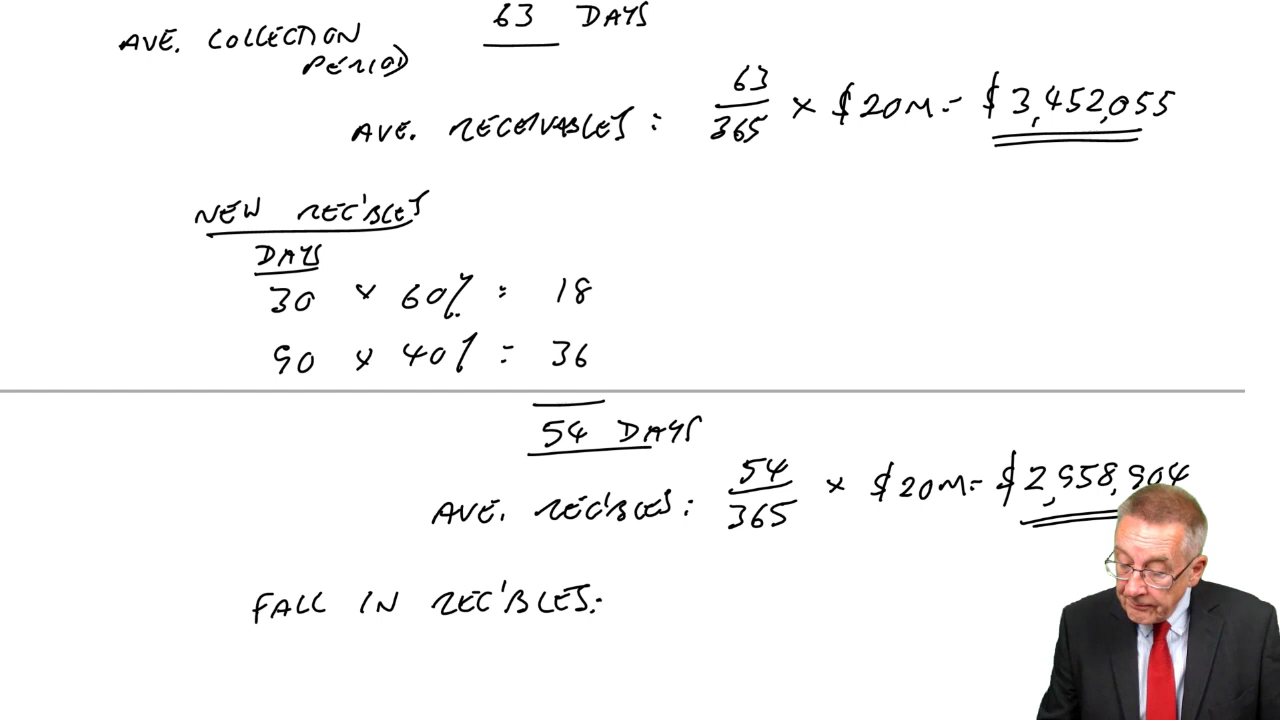 63 DAYS
AVE. COLLECTION
PERIOD
AVE. RECEIVABLES : 63/365 × $20M = $3,452,055
NEW REC'BLES
DAYS
30 × 60% = 18
90 × 40% = 36
54 DAYS
AVE. REC'BLES: 54/365 × $20M = $2,958,904
FALL IN REC'BLES: